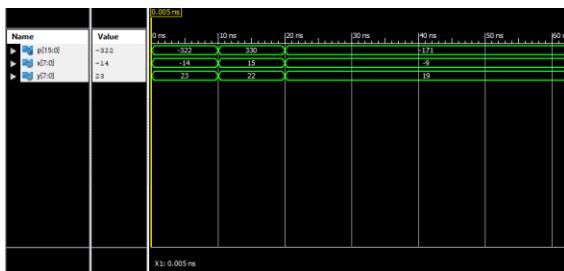 0.005 ns
Name Value 0 ns 10 ns 20 ns 30 ns 40 ns 50 ns 60
p[15:0] -322 -322 330 -171
x[7:0] -14 -14 15 -9
y[7:0] 23 23 22 19
X1: 0.005 ns